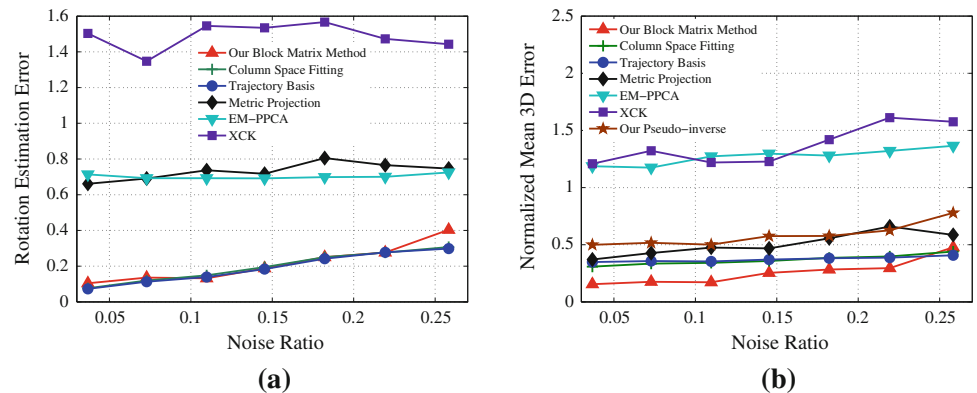 1.6
1.4
1.2
1
0.8
0.6
0.4
0.2
0
Rotation Estimation Error
Our Block Matrix Method
Column Space Fitting
Trajectory Basis
Metric Projection
EM−PPCA
XCK
0.05
0.1
0.15
0.2
0.25
Noise Ratio
(a)
2.5
2
1.5
1
0.5
0
Normalized Mean 3D Error
Our Block Matrix Method
Column Space Fitting
Trajectory Basis
Metric Projection
EM−PPCA
XCK
Our Pseudo−inverse
0.05
0.1
0.15
0.2
0.25
Noise Ratio
(b)